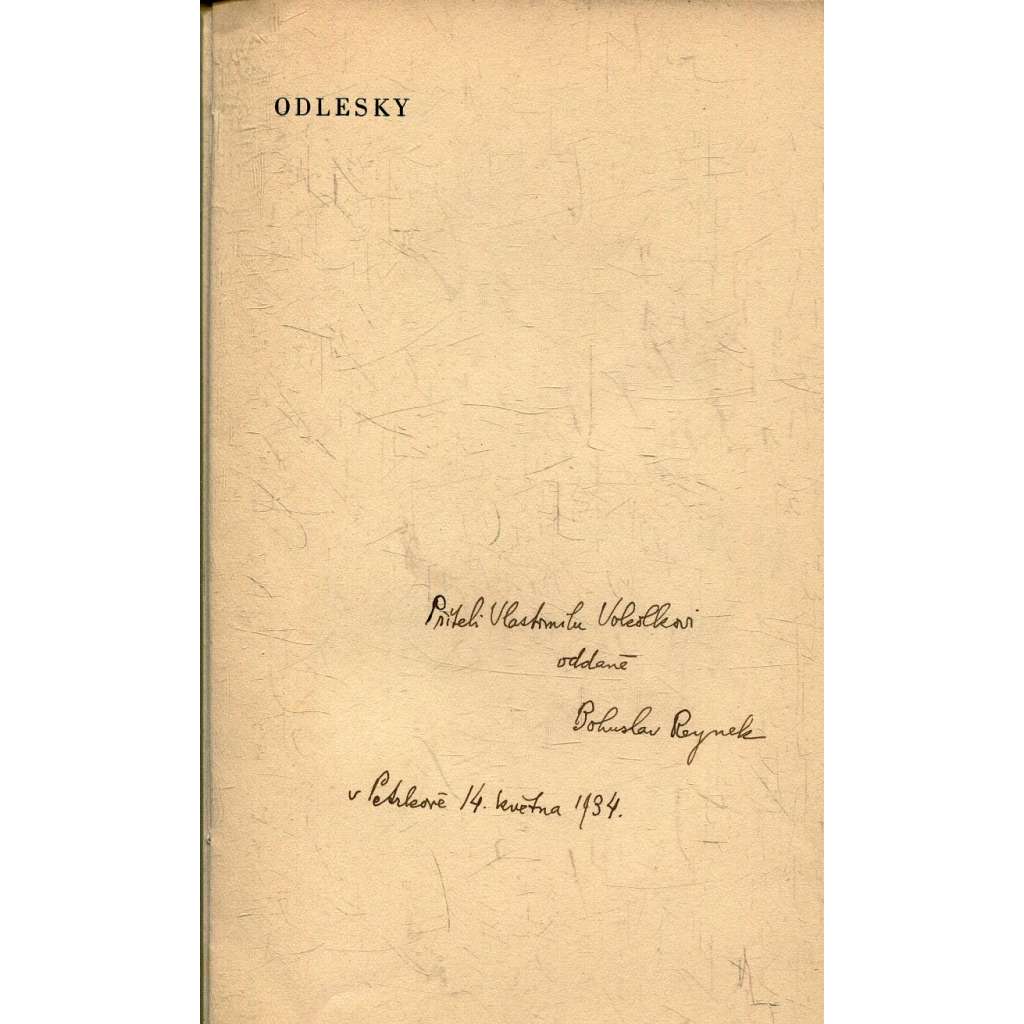 ODLESKY
Příteli Vlastimilu Vokolkovi
oddaně
Bohuslav Reynek
v Petrkově 14. května 1934.